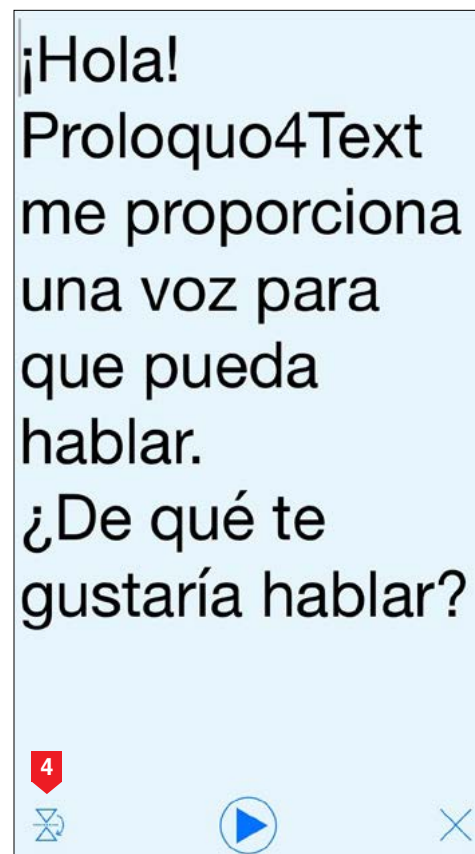 ¡Hola!
Proloquo4Text
me proporciona
una voz para
que pueda
hablar.
¿De qué te
gustaría hablar?
4